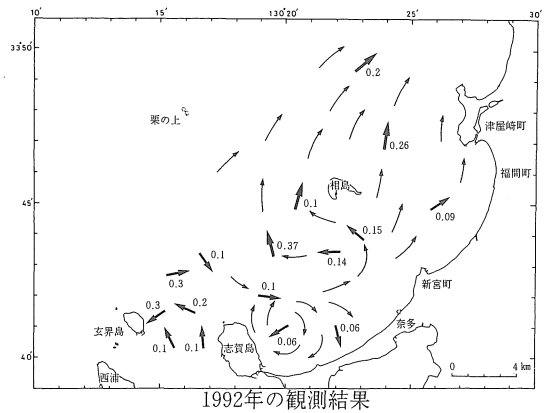 10' 15' 130°20' 25' 30'
33°50'
0.2
栗の上
津屋崎町
0.26
福間町
45'
相島
0.1
0.09
0.15
0.37
0.14
0.1
0.3
新宮町
0.1
0.3
0.2
0.06
奈多
玄界島
志賀島
0.06
0.1
0.1
40'
西浦
0 4 km
1992年の観測結果